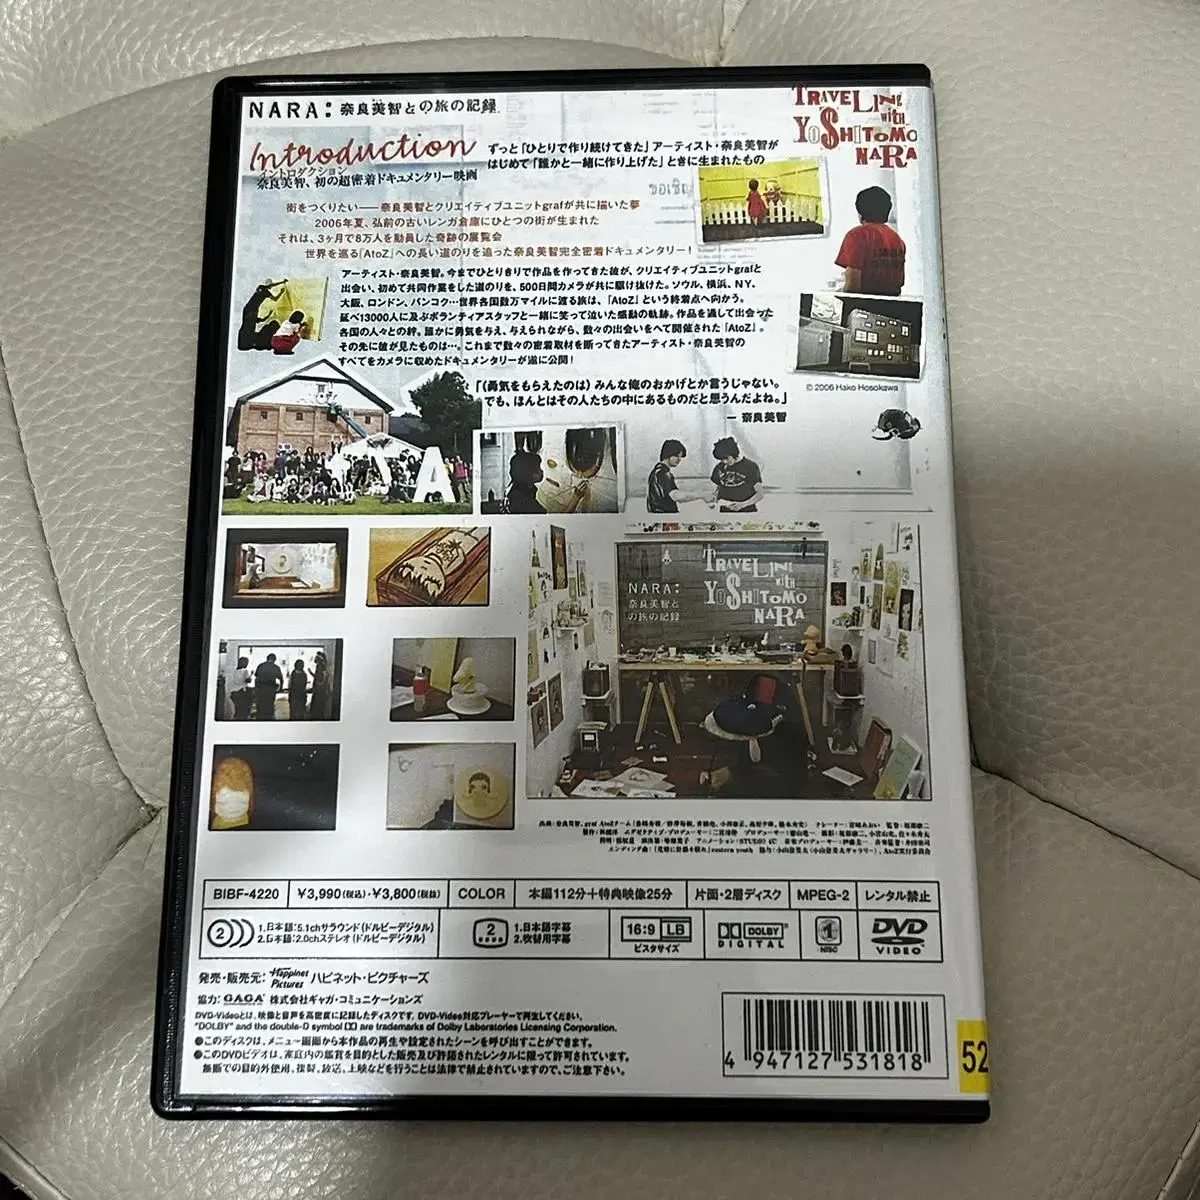 NARA: 奈良美智との旅の記録
TRAVELING with YOSHITOMO NARA
Introduction
イントロダクション
奈良美智、初の超密着ドキュメンタリー映画
ずっと「ひとりで作り続けてきた」アーティスト・奈良美智が
はじめて「誰かと一緒に作り上げた」ときに生まれたもの
街をつくりたい——奈良美智とクリエイティブユニットgrafが共に描いた夢
2006年夏、弘前の古いレンガ倉庫にひとつの街が生まれた
それは、3ヶ月で8万人を動員した奇跡の展覧会
世界を巡る『AtoZ』への長い道のりを追った奈良美智完全密着ドキュメンタリー!
アーティスト・奈良美智。今までひとりきりで作品を作ってきた彼が、クリエイティブユニットgrafと
出会い、初めて共同作業をした道のりを、500日間カメラが共に駆け抜けた。ソウル、横浜、N.Y、
大阪、ロンドン、バンコク…世界各国数万マイルに渡る旅は、『AtoZ』という終着点へ向かう。
延べ13000人に及ぶボランティアスタッフと一緒に笑って泣いた感動の軌跡。作品を通して出会った
各国の人々との絆。誰かに勇気を与え、与えられながら、数々の出会いをへて開催された『AtoZ』。
その先に彼が見たものは…。これまで数々の密着取材を断ってきたアーティスト・奈良美智の
すべてをカメラに収めたドキュメンタリーが遂に公開!
© 2006 Hako Hosokawa
「(勇気をもらえたのは)みんな俺のおかげとか言うじゃない。
でも、ほんとはその人たちの中にあるものだと思うんだよね。」
— 奈良美智
A
NARA:
奈良美智と
の旅の記録
TRAVELING with YOSHITOMO NARA
BIBF-4220
¥3,990(税込)・¥3,800(税抜)
COLOR
本編112分+特典映像25分
片面・2層ディスク
MPEG-2
レンタル禁止
2
1.日本語:5.1chサラウンド(ドルビーデジタル)
2.日本語:2.0chステレオ(ドルビーデジタル)
2
1.日本語字幕
2.吹替用字幕
16:9 LB
ビスタサイズ
DOLBY DIGITAL
NTSC
DVD VIDEO
発売・販売元: Happinet Pictures ハピネット・ピクチャーズ
協力: GAGA 株式会社ギャガ・コミュニケーションズ
DVD-Videoとは、映像と音声を高密度に記録したディスクです。DVD-Video対応プレーヤーで再生してください。
"DOLBY" and the double-D symbol are trademarks of Dolby Laboratories Licensing Corporation.
●このディスクは、メニュー画面から本作品の再生や設定されたシーンを呼び出すことができます。
●このDVDビデオは、家庭内の鑑賞を目的とした販売及び許諾されたレンタルに限って許可されています。
無断での目的外使用、複製、放送、上映などを行うことは法律で禁止されていますので、ご注意下さい。
4 947127 531818
52